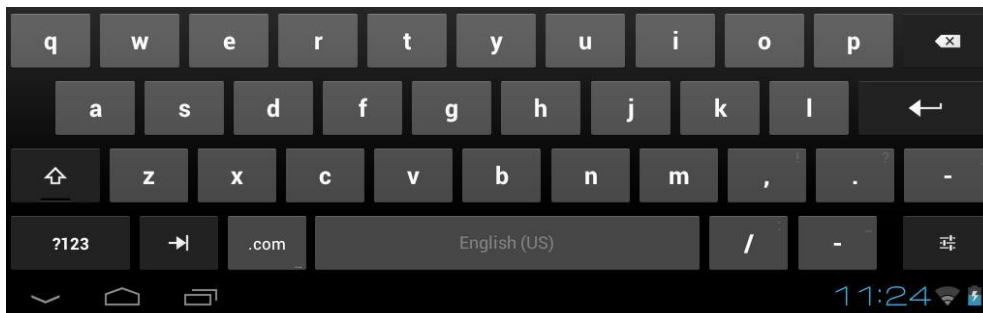 q w e r t y u i o p
a s d f g h j k l
z x c v b n m , ! . ? -
?123 .com _ English (US) / : - _
11:24